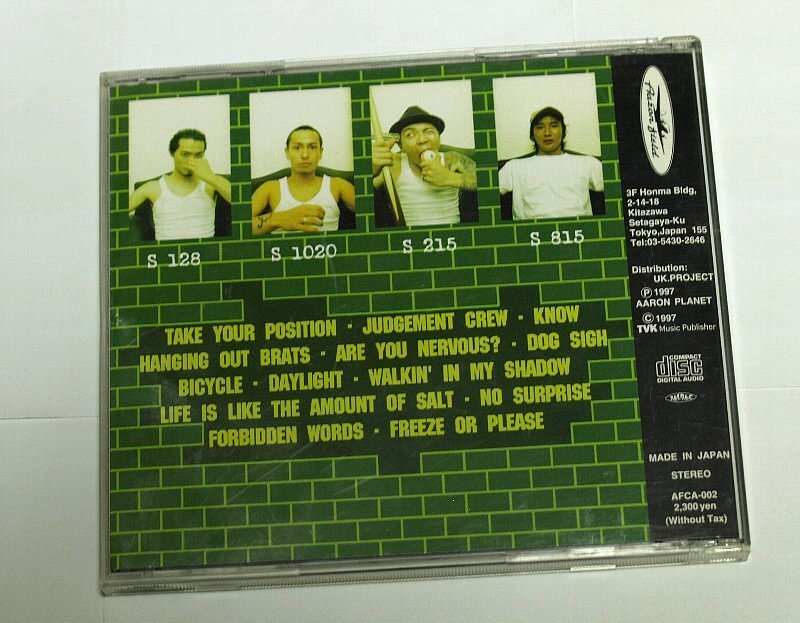 S 128
S 1020
S 215
S 815
TAKE YOUR POSITION · JUDGEMENT CREW · KNOW
HANGING OUT BRATS · ARE YOU NERVOUS? · DOG SIGH
BICYCLE · DAYLIGHT · WALKIN' IN MY SHADOW
LIFE IS LIKE THE AMOUNT OF SALT · NO SURPRISE
FORBIDDEN WORDS · FREEZE OR PLEASE
3F Honma Bldg,
2-14-18
Kitazawa
Setagaya-Ku
Tokyo,Japan 155
Tel:03-5430-2646
Distribution:
UK.PROJECT
Ⓟ 1997
AARON PLANET
© 1997
TVK Music Publisher
COMPACT
disc
DIGITAL AUDIO
MADE IN JAPAN
STEREO
AFCA-002
2,300 yen
(Without Tax)